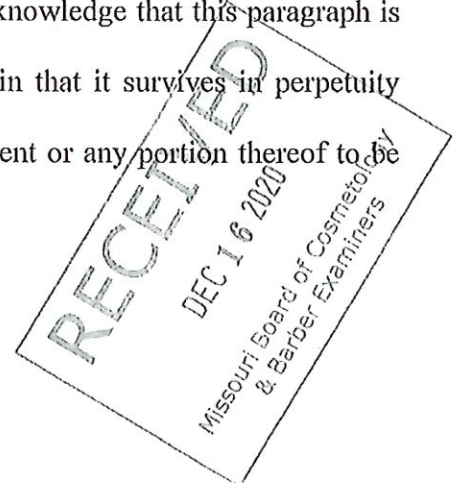 knowledge that this paragraph is
in that it survives in perpetuity
ent or any portion thereof to be
RECEIVED
DEC 16 2020
Missouri Board of Cosmetology
& Barber Examiners